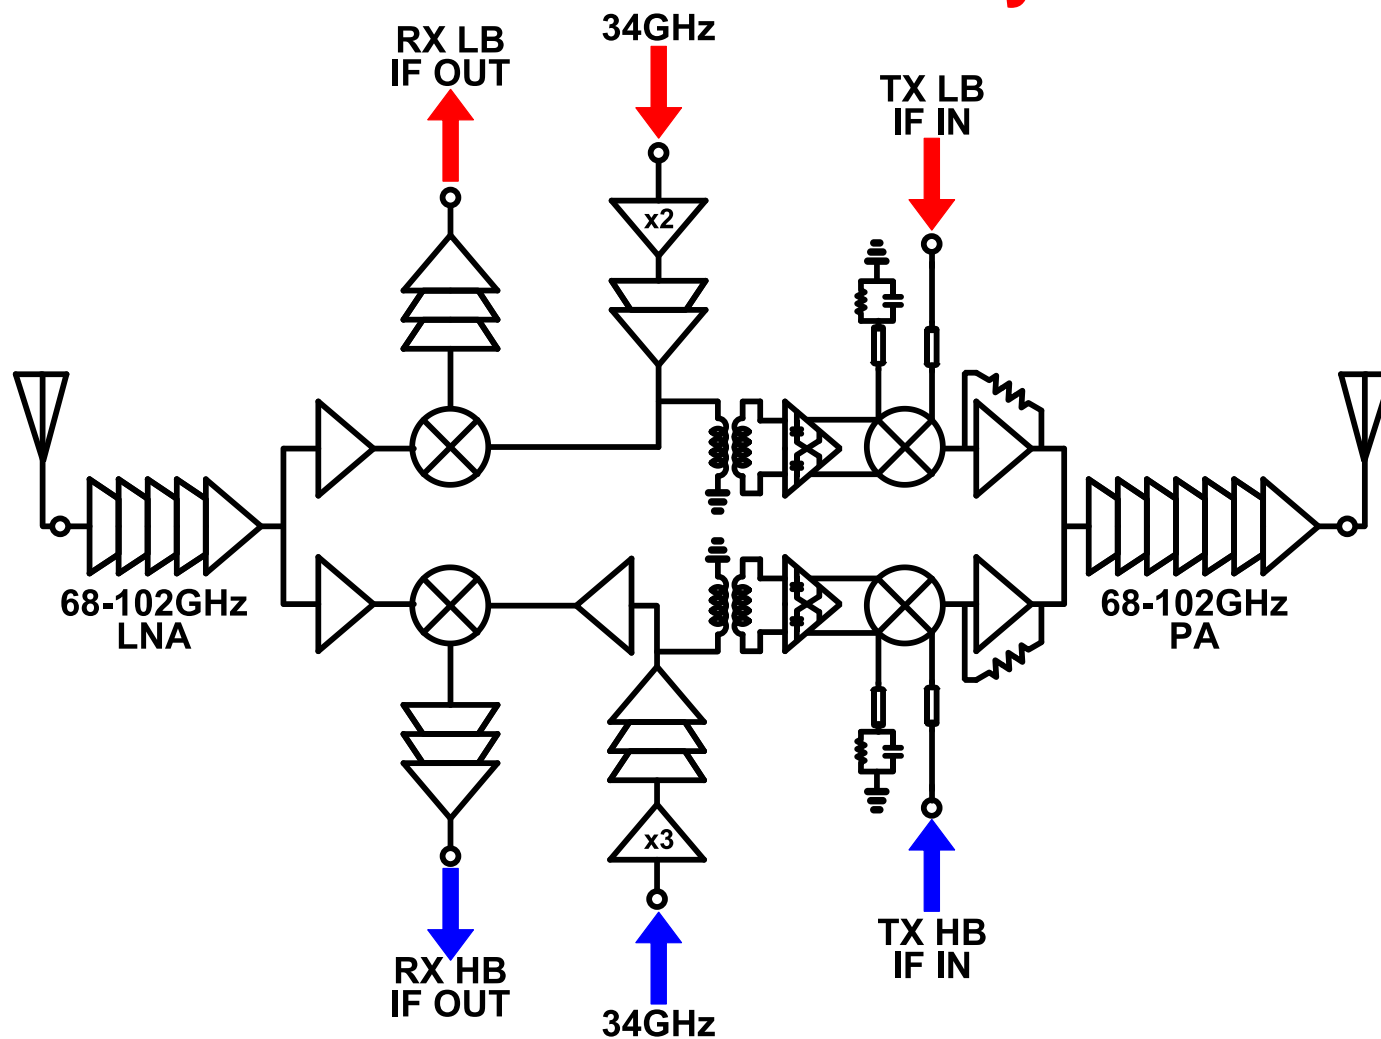 RX LB
IF OUT
34GHz
TX LB
IF IN
x2
68-102GHz
LNA
68-102GHz
PA
x3
RX HB
IF OUT
34GHz
TX HB
IF IN